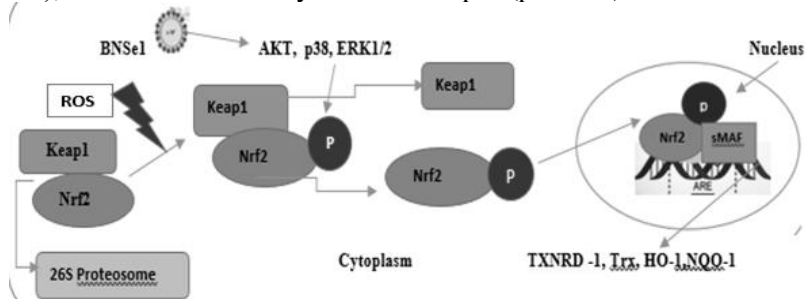 BNSe1
AKT, p38, ERK1/2
Nucleus
ROS
Keap1
Keap1
P
Nrf2
Keap1
Nrf2
26S Proteosome
Nrf2
p
Cytoplasm
p
Nrf2
sMAF
ARE
TXNRD -1, Trx, HO-1,NQO-1